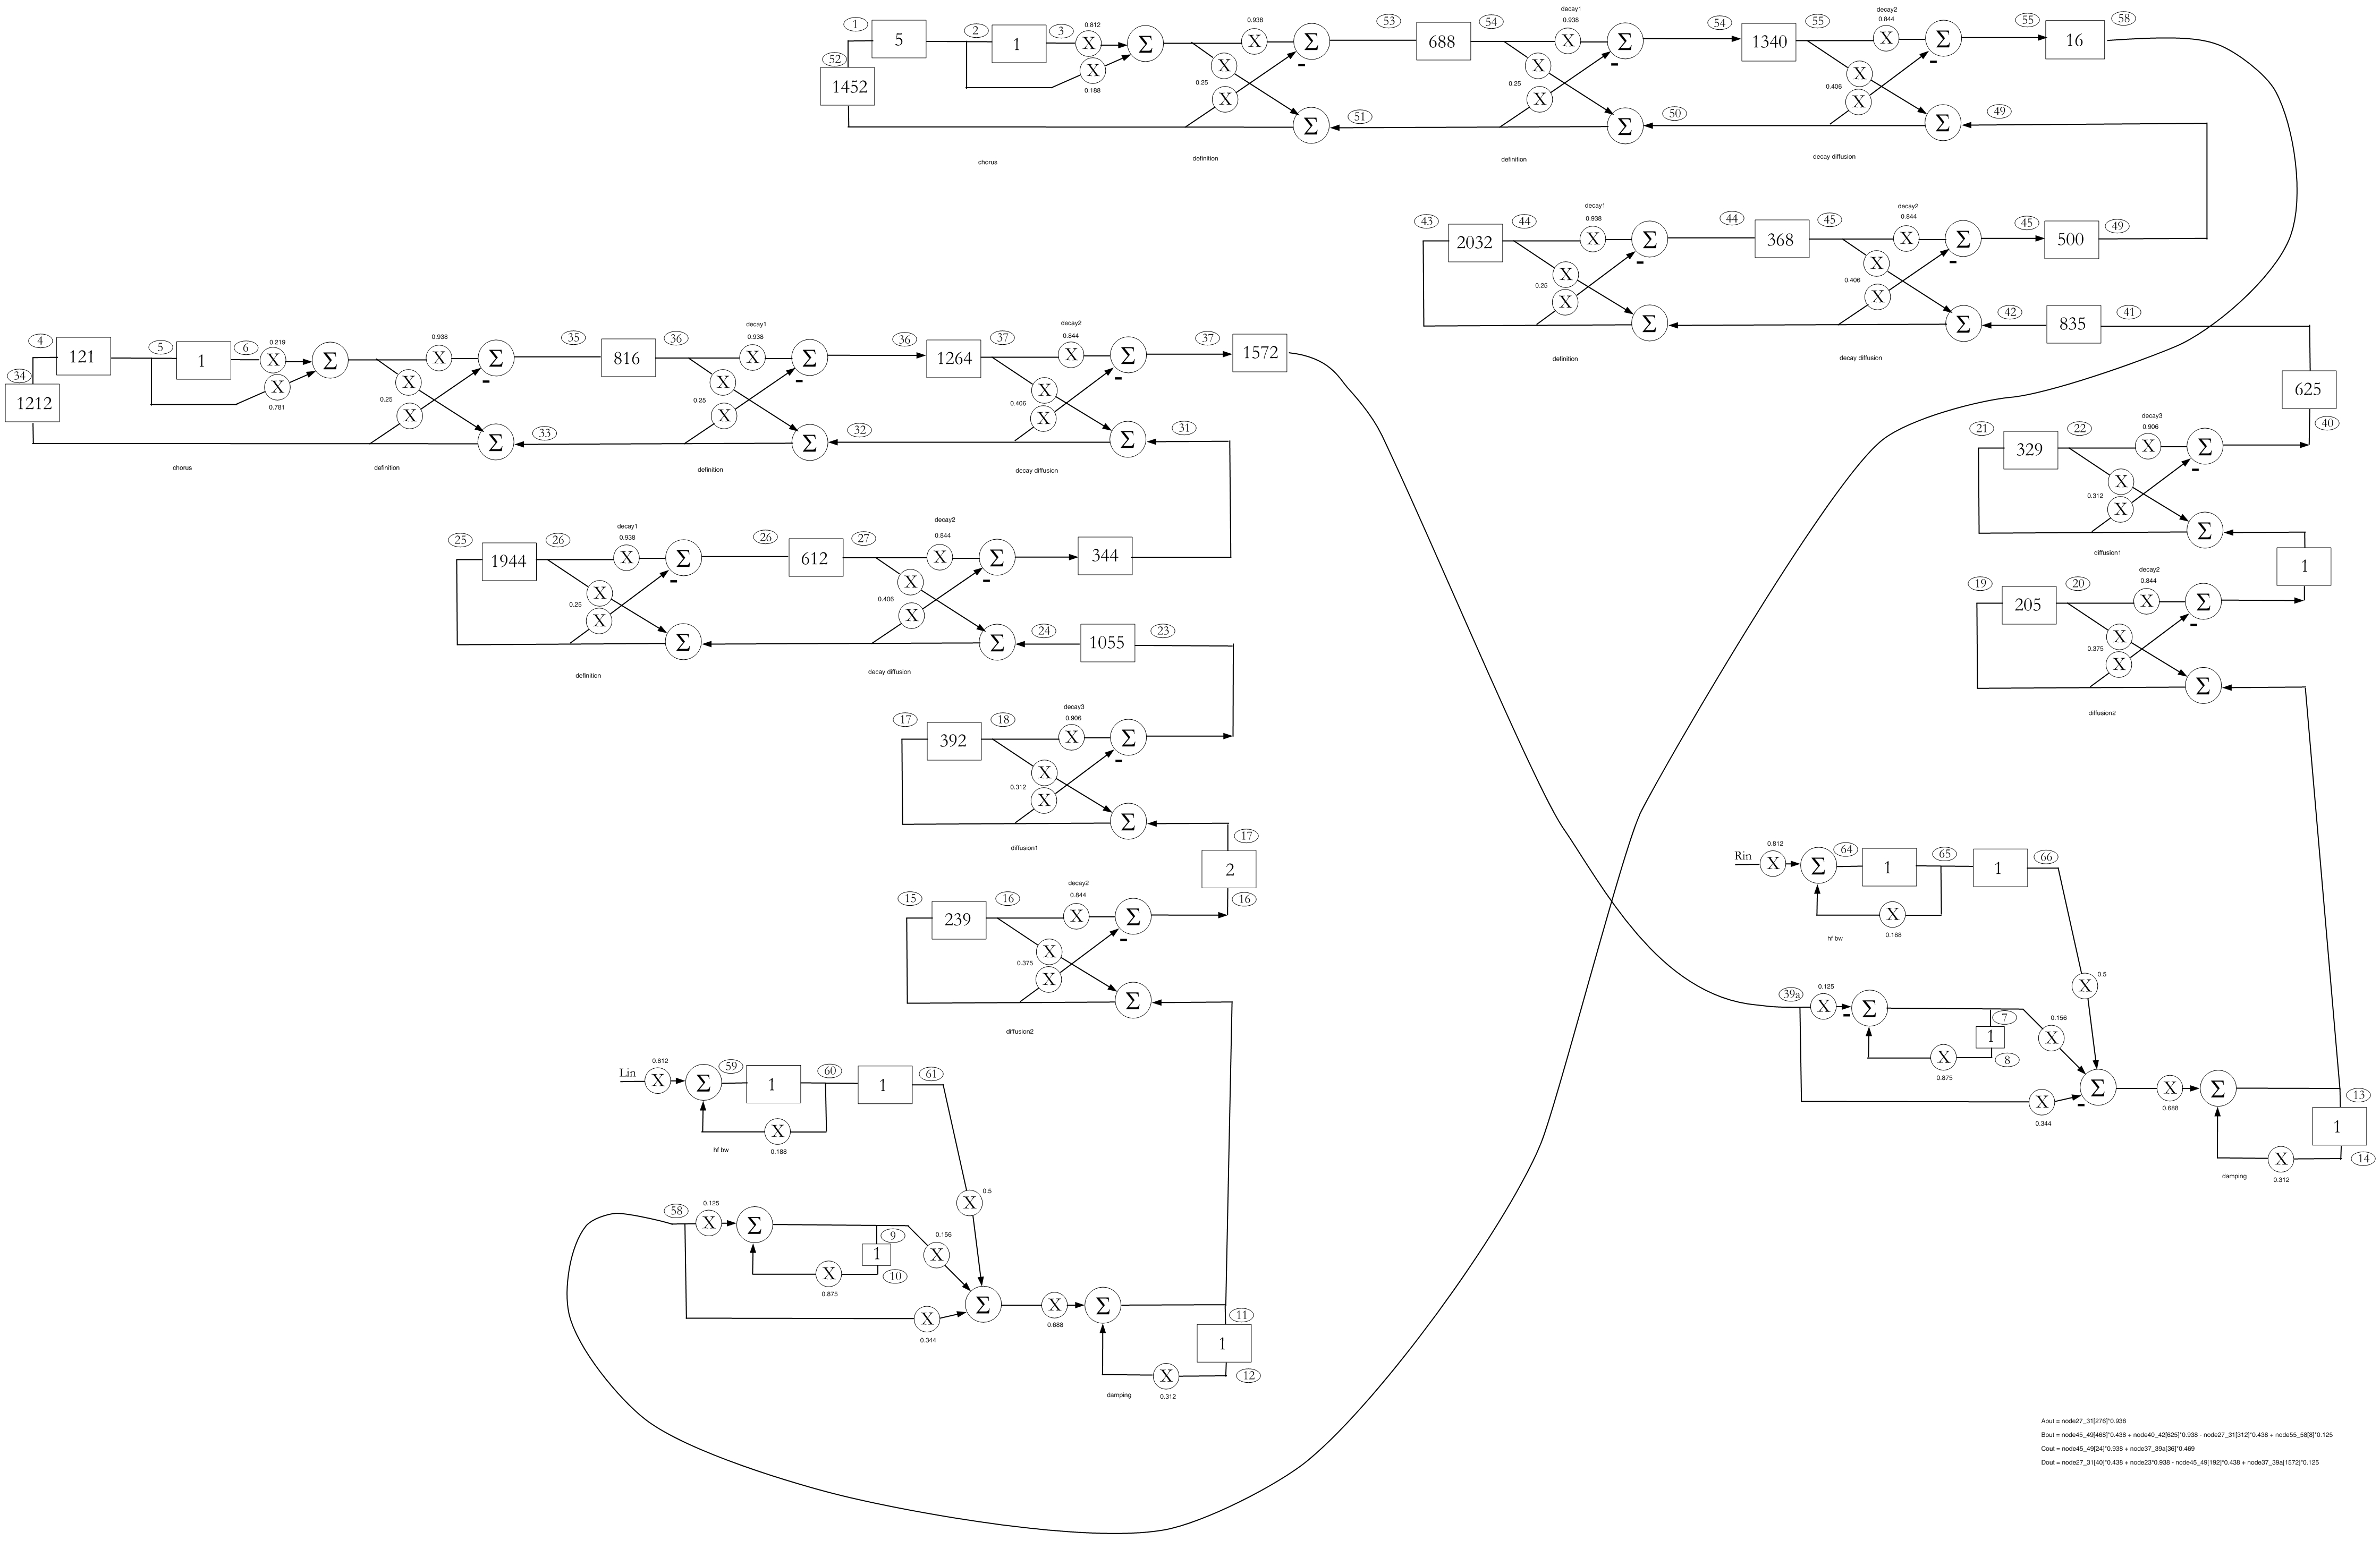 1
2
3
0.812
5
1
X
Σ
0.938
X
Σ
53
688
54
decay1
0.938
X
Σ
54
1340
55
decay2
0.844
X
Σ
55
16
58
52
1452
X
0.188
X
0.25
X
-
Σ
51
X
0.25
X
-
Σ
50
X
0.406
X
-
Σ
49
chorus
definition
definition
decay diffusion
43
2032
44
decay1
0.938
X
Σ
44
368
45
decay2
0.844
X
Σ
45
500
49
X
0.25
X
-
Σ
X
0.406
X
-
Σ
42
835
41
definition
decay diffusion
4
121
5
1
6
0.219
X
Σ
0.938
X
Σ
35
816
36
decay1
0.938
X
Σ
36
1264
37
decay2
0.844
X
Σ
37
1572
34
1212
X
0.781
X
0.25
X
-
Σ
33
X
0.25
X
-
Σ
32
X
0.406
X
-
Σ
31
chorus
definition
definition
decay diffusion
625
40
21
329
22
decay3
0.906
X
Σ
X
0.312
X
-
Σ
diffusion1
1
19
205
20
decay2
0.844
X
Σ
X
0.375
X
-
Σ
diffusion2
25
1944
26
decay1
0.938
X
Σ
26
612
27
decay2
0.844
X
Σ
344
X
0.25
X
-
Σ
X
0.406
X
-
Σ
24
1055
23
definition
decay diffusion
17
392
18
decay3
0.906
X
Σ
X
0.312
X
-
Σ
diffusion1
17
2
16
15
239
16
decay2
0.844
X
Σ
X
0.375
X
-
Σ
diffusion2
Rin
0.812
X
Σ
64
1
65
1
66
X
0.188
hf bw
X
0.5
39a
0.125
X
-
Σ
7
1
8
X
0.875
0.156
X
X
0.344
-
Σ
X
0.688
Σ
13
1
14
X
0.312
damping
Lin
0.812
X
Σ
59
1
60
1
61
X
0.188
hf bw
X
0.5
58
0.125
X
Σ
9
1
10
X
0.875
0.156
X
X
0.344
Σ
X
0.688
Σ
11
1
12
X
0.312
damping
Aout = node27_31[276]*0.938
Bout = node45_49[468]*0.438 + node40_42[625]*0.938 - node27_31[312]*0.438 + node55_58[8]*0.125
Cout = node45_49[24]*0.938 + node37_39a[36]*0.469
Dout = node27_31[40]*0.438 + node23*0.938 - node45_49[192]*0.438 + node37_39a[1572]*0.125